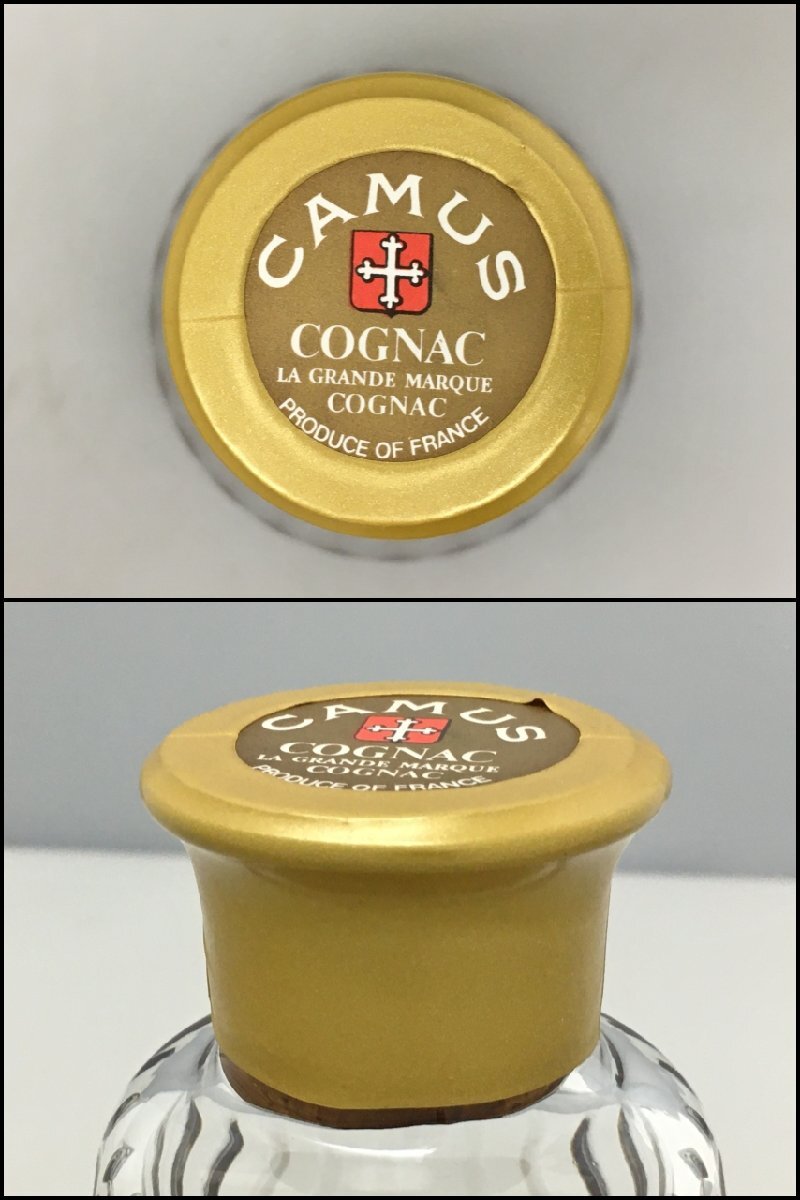 CAMUS
COGNAC
LA GRANDE MARQUE
COGNAC
PRODUCE OF FRANCE
CAMUS
COGNAC
LA GRANDE MARQUE
COGNAC
PRODUCE OF FRANCE